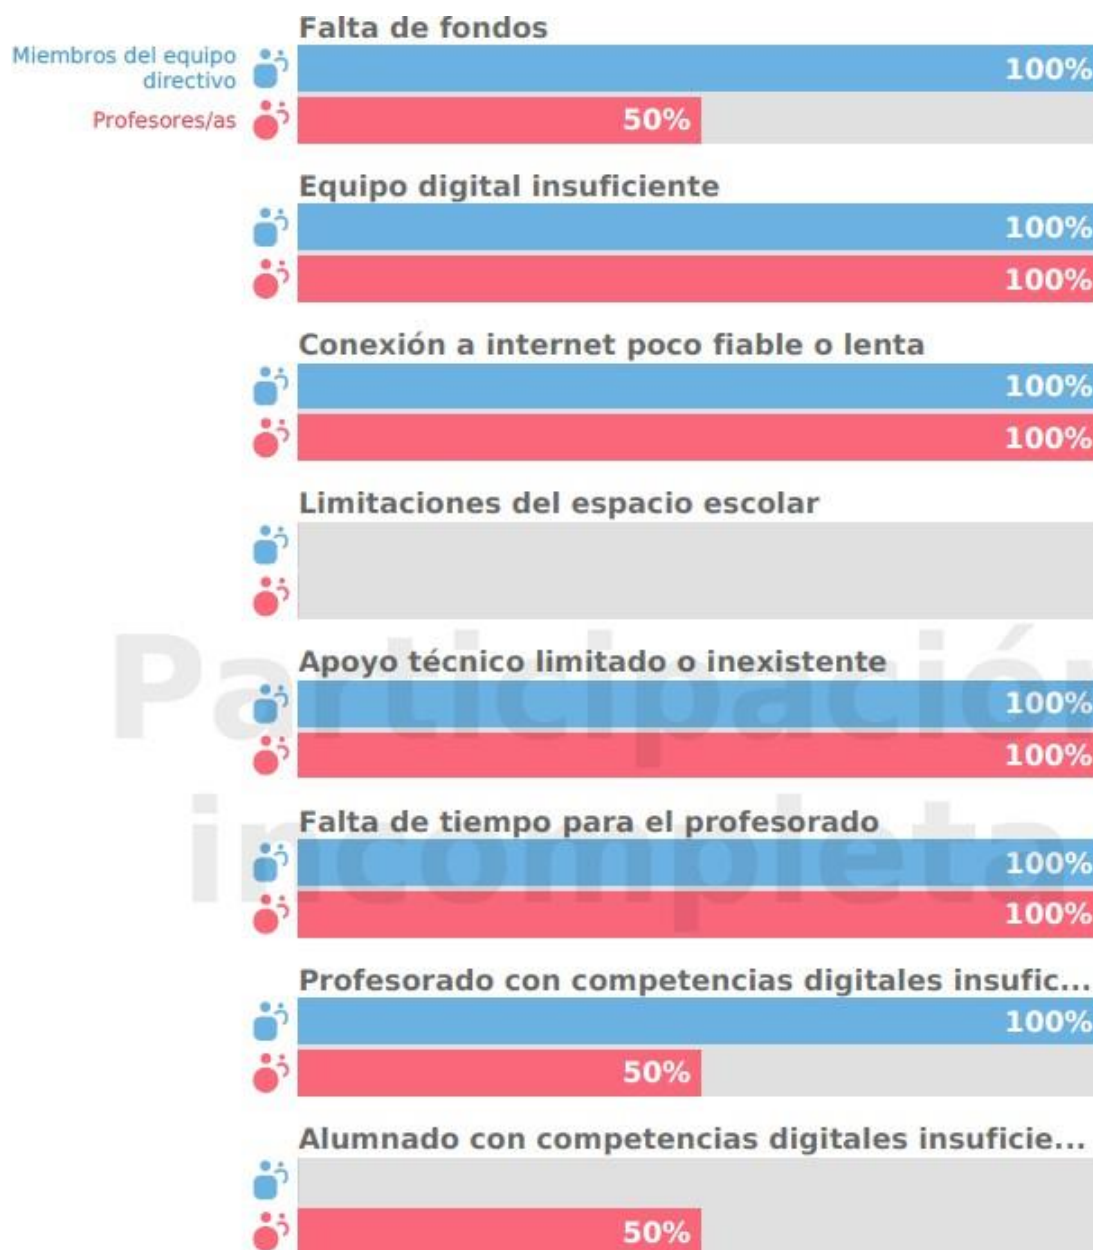 Falta de fondos
Miembros del equipo
directivo
100%
Profesores/as
50%
Equipo digital insuficiente
100%
100%
Conexión a internet poco fiable o lenta
100%
100%
Limitaciones del espacio escolar
Participación
Apoyo técnico limitado o inexistente
100%
100%
incompleta
Falta de tiempo para el profesorado
100%
100%
Profesorado con competencias digitales insufic...
100%
50%
Alumnado con competencias digitales insuficie...
50%